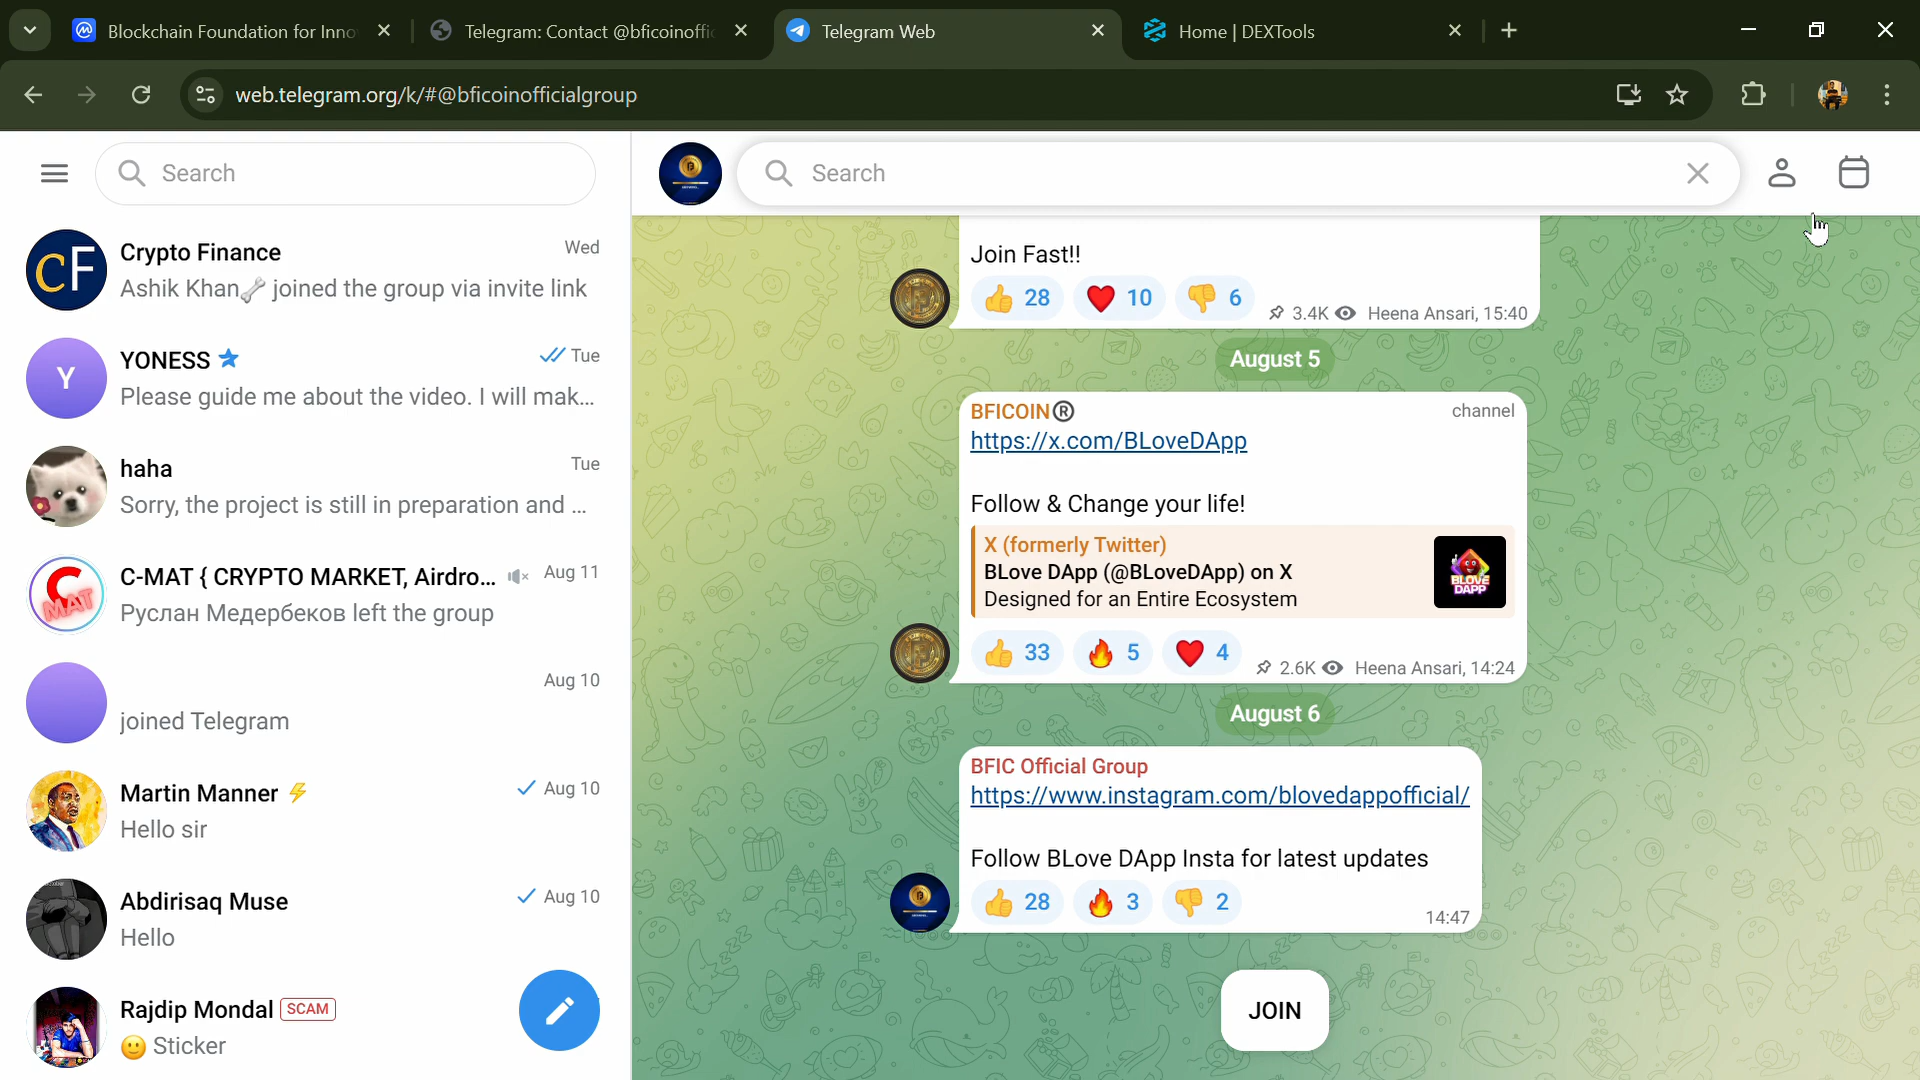 Blockchain Foundation for Inno
Telegram: Contact @bficoinoffic
Telegram Web
Home | DEXTools
web.telegram.org/k/#@bficoinofficialgroup
Search
Crypto Finance
Wed
Ashik Khan🦴 joined the group via invite link
YONESS
Tue
Please guide me about the video. I will mak...
haha
Tue
Sorry, the project is still in preparation and ...
C-MAT { CRYPTO MARKET, Airdro...
Aug 11
Руслан Медербеков left the group
Aug 10
joined Telegram
Martin Manner ⚡
Aug 10
Hello sir
Abdirisaq Muse
Aug 10
Hello
Rajdip Mondal SCAM
🙂 Sticker
CF
Y
C
MAT
Search
Join Fast!!
👍 28 ❤️ 10 👎 6 3.4K Heena Ansari, 15:40
August 5
BFICOIN®
channel
https://x.com/BLoveDApp
Follow & Change your life!
X (formerly Twitter)
BLove DApp (@BLoveDApp) on X
Designed for an Entire Ecosystem
BLOVE
DAPP
👍 33 🔥 5 ❤️ 4 2.6K Heena Ansari, 14:24
August 6
BFIC Official Group
https://www.instagram.com/blovedappofficial/
Follow BLove DApp Insta for latest updates
👍 28 🔥 3 👎 2
14:47
JOIN